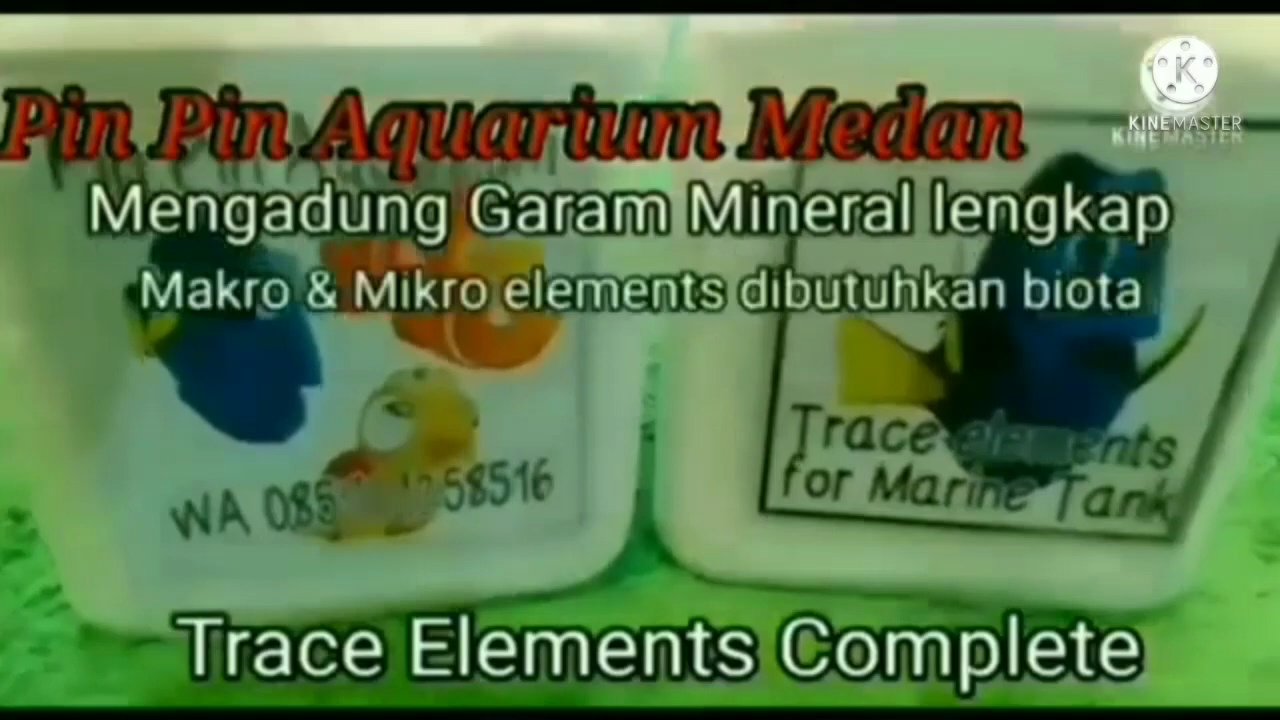 KINEMASTER
Pin Pin Aquarium Medan
Mengadung Garam Mineral lengkap
Makro & Mikro elements dibutuhkan biota
Trace elements
for Marine Tank
WA
Trace Elements Complete